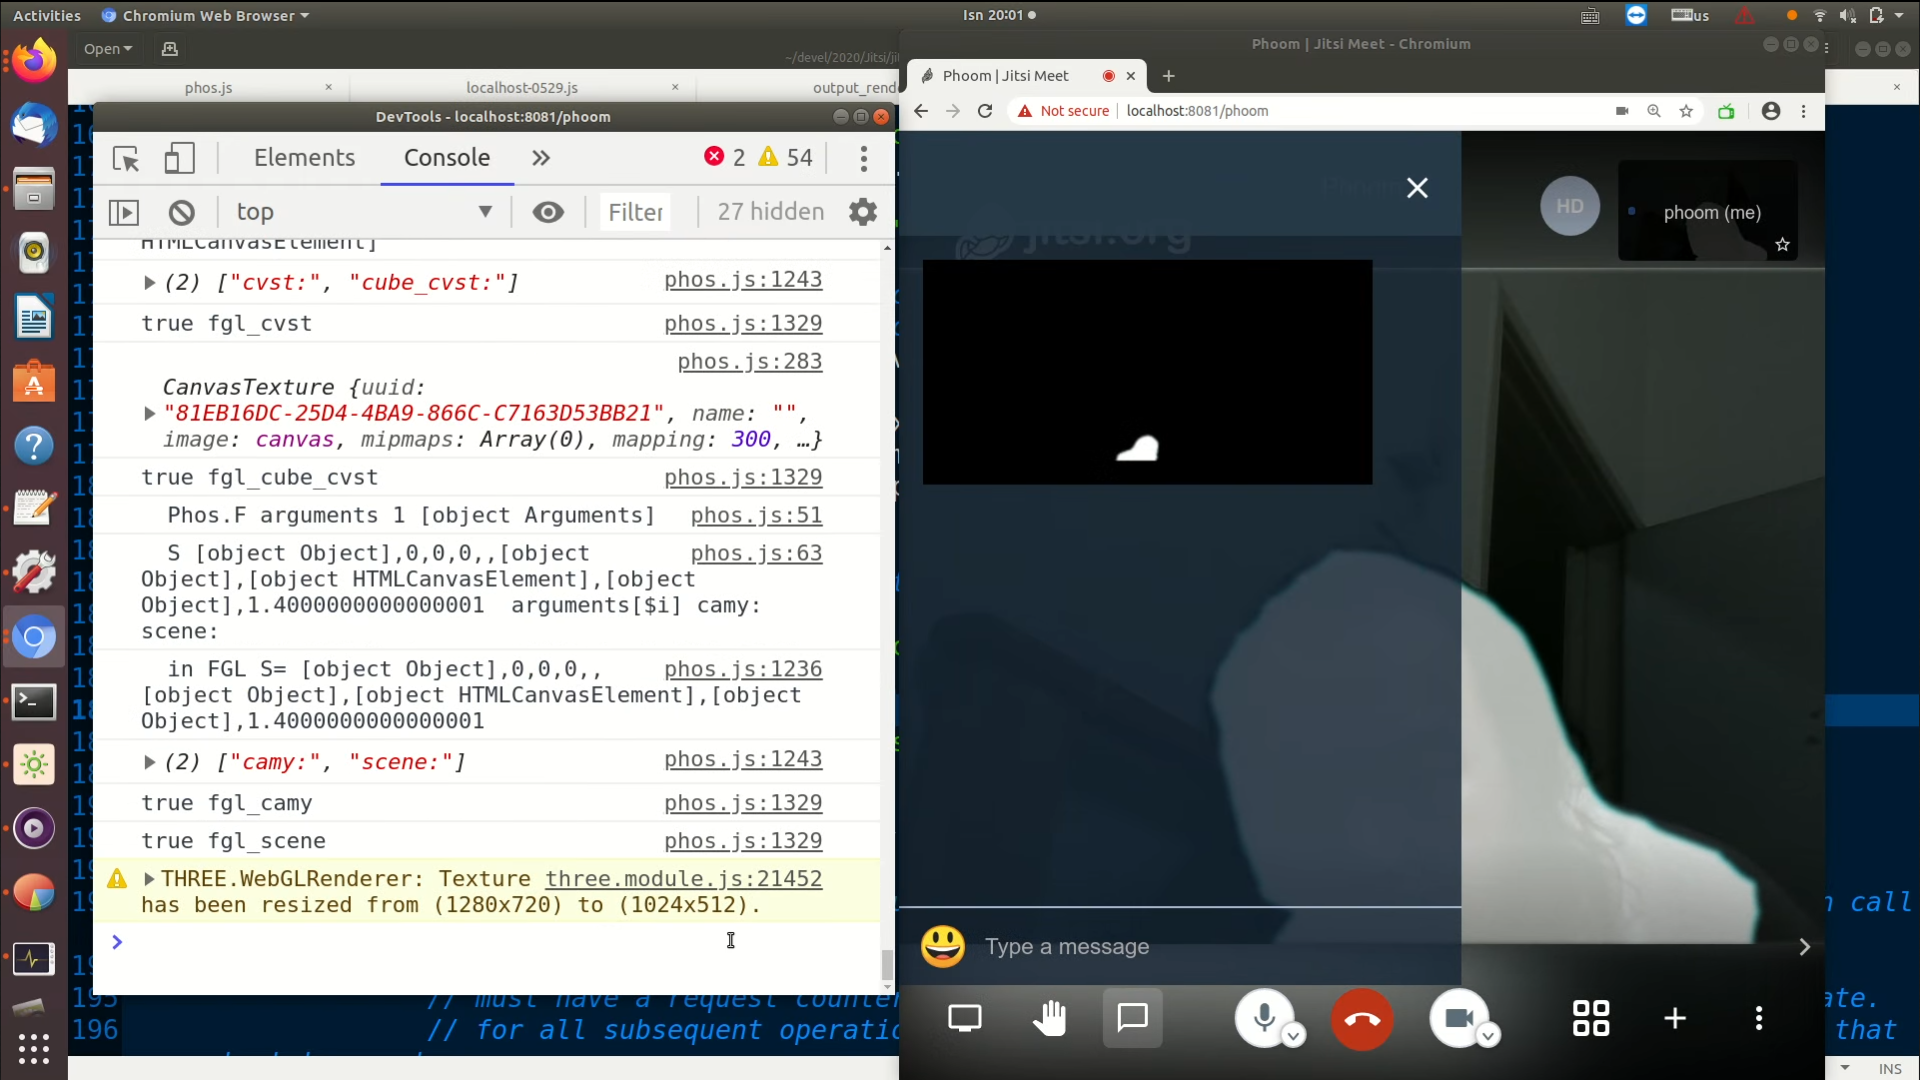 Activities
Chromium Web Browser
Isn 20:01
us
Open
phos.js
localhost-0529.js
output_rend
~/devel/2020/Jitsi/jit
DevTools - localhost:8081/phoom
Elements
Console
2
54
top
Filter
27 hidden
HTMLCanvasElement]
(2) ["cvst:", "cube_cvst:"]
phos.js:1243
true fgl_cvst
phos.js:1329
phos.js:283
CanvasTexture {uuid:
"81EB16DC-25D4-4BA9-866C-C7163D53BB21", name: "",
image: canvas, mipmaps: Array(0), mapping: 300, …}
true fgl_cube_cvst
phos.js:1329
Phos.F arguments 1 [object Arguments]
phos.js:51
S [object Object],0,0,0,,[object
phos.js:63
Object],[object HTMLCanvasElement],[object
Object],1.4000000000000001  arguments[$i] camy:
scene:
in FGL S= [object Object],0,0,0,,
phos.js:1236
[object Object],[object HTMLCanvasElement],[object
Object],1.4000000000000001
(2) ["camy:", "scene:"]
phos.js:1243
true fgl_camy
phos.js:1329
true fgl_scene
phos.js:1329
THREE.WebGLRenderer: Texture
three.module.js:21452
has been resized from (1280x720) to (1024x512).
195
// must have a request counter
ate.
196
// for all subsequent operatio
that
n call
Phoom | Jitsi Meet - Chromium
Phoom | Jitsi Meet
Not secure
localhost:8081/phoom
jitsi.org
HD
phoom (me)
Type a message
INS